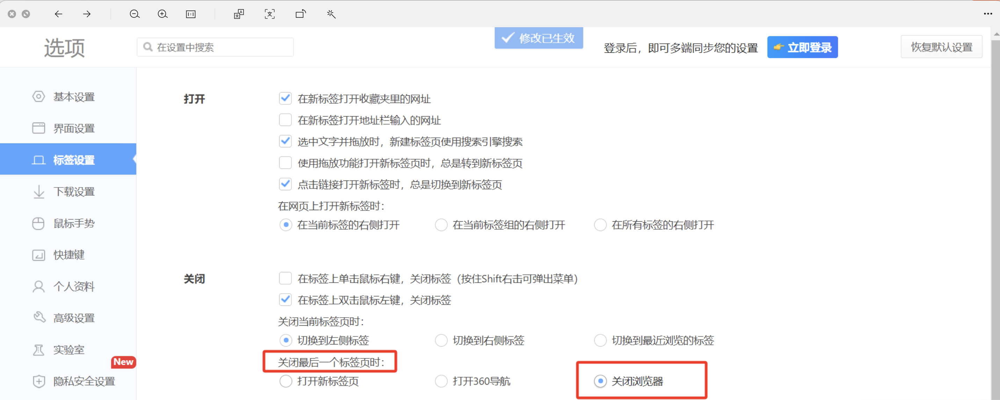 选项
在设置中搜索
修改已生效
登录后，即可多端同步您的设置
立即登录
恢复默认设置
基本设置
界面设置
标签设置
下载设置
鼠标手势
快捷键
个人资料
高级设置
实验室
New
隐私安全设置
打开
在新标签打开收藏夹里的网址
在新标签打开地址栏输入的网址
选中文字并拖放时，新建标签页使用搜索引擎搜索
使用拖放功能打开新标签页时，总是转到新标签页
点击链接打开新标签时，总是切换到新标签页
在网页上打开新标签时：
在当前标签的右侧打开 在当前标签组的右侧打开 在所有标签的右侧打开
关闭
在标签上单击鼠标右键，关闭标签（按住Shift右击可弹出菜单）
在标签上双击鼠标左键，关闭标签
关闭当前标签页时：
切换到左侧标签 切换到右侧标签 切换到最近浏览的标签
关闭最后一个标签页时：
打开新标签页 打开360导航 关闭浏览器